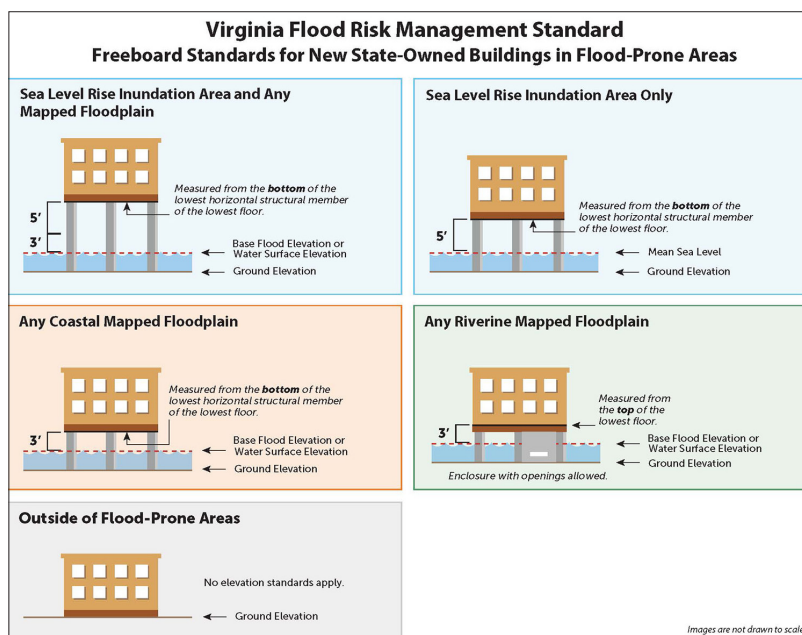 Virginia Flood Risk Management Standard
Freeboard Standards for New State-Owned Buildings in Flood-Prone Areas
Sea Level Rise Inundation Area and Any
Mapped Floodplain
Measured from the bottom of the
lowest horizontal structural member
of the lowest floor.
5’
3’
Base Flood Elevation or
Water Surface Elevation
Ground Elevation
Sea Level Rise Inundation Area Only
Measured from the bottom of the
lowest horizontal structural member
of the lowest floor.
5’
Mean Sea Level
Ground Elevation
Any Coastal Mapped Floodplain
Measured from the bottom of the
lowest horizontal structural member
of the lowest floor.
3’
Base Flood Elevation or
Water Surface Elevation
Ground Elevation
Any Riverine Mapped Floodplain
Measured from
the top of the
lowest floor.
3’
Base Flood Elevation or
Water Surface Elevation
Ground Elevation
Enclosure with openings allowed.
Outside of Flood-Prone Areas
No elevation standards apply.
Ground Elevation
Images are not drawn to scale